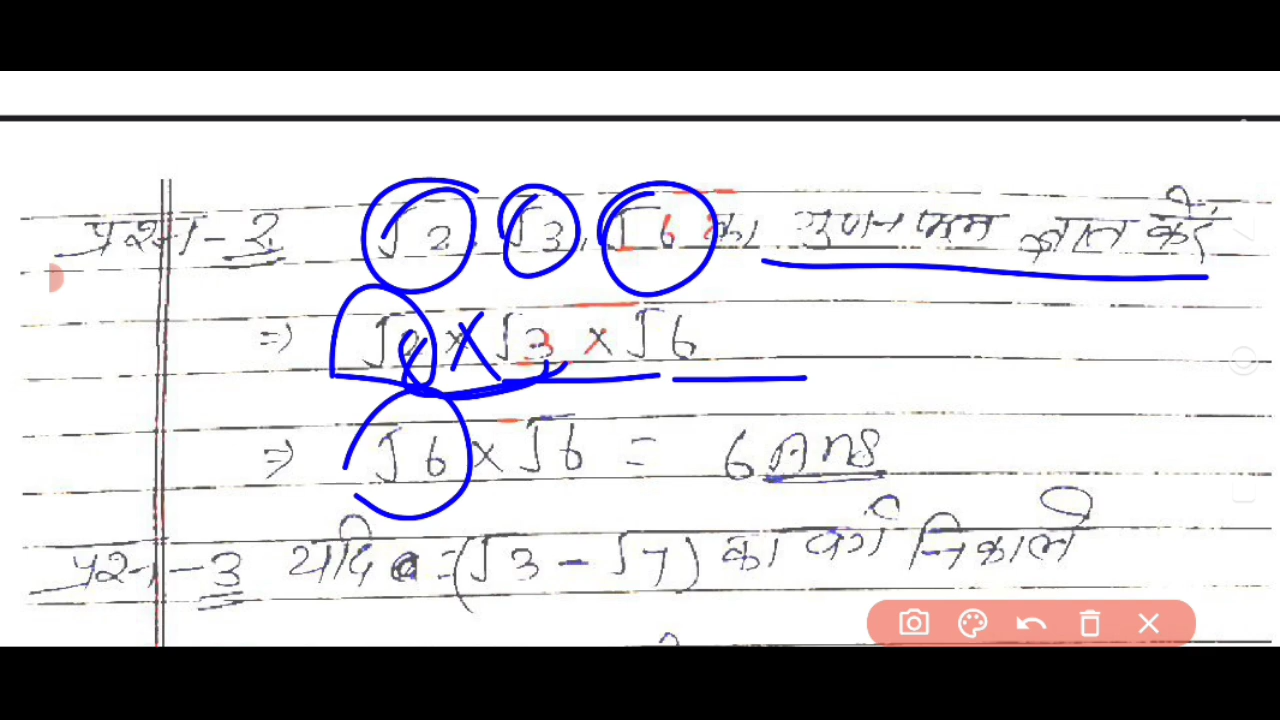 प्रश्न-2 √2, √3, √6 का गुणनफल ज्ञात करें
=> √2 × √3 × √6
=> √6 × √6 = 6 Ans
प्रश्न-3 यदि a = (√3 - √7) का वर्ग निकाले